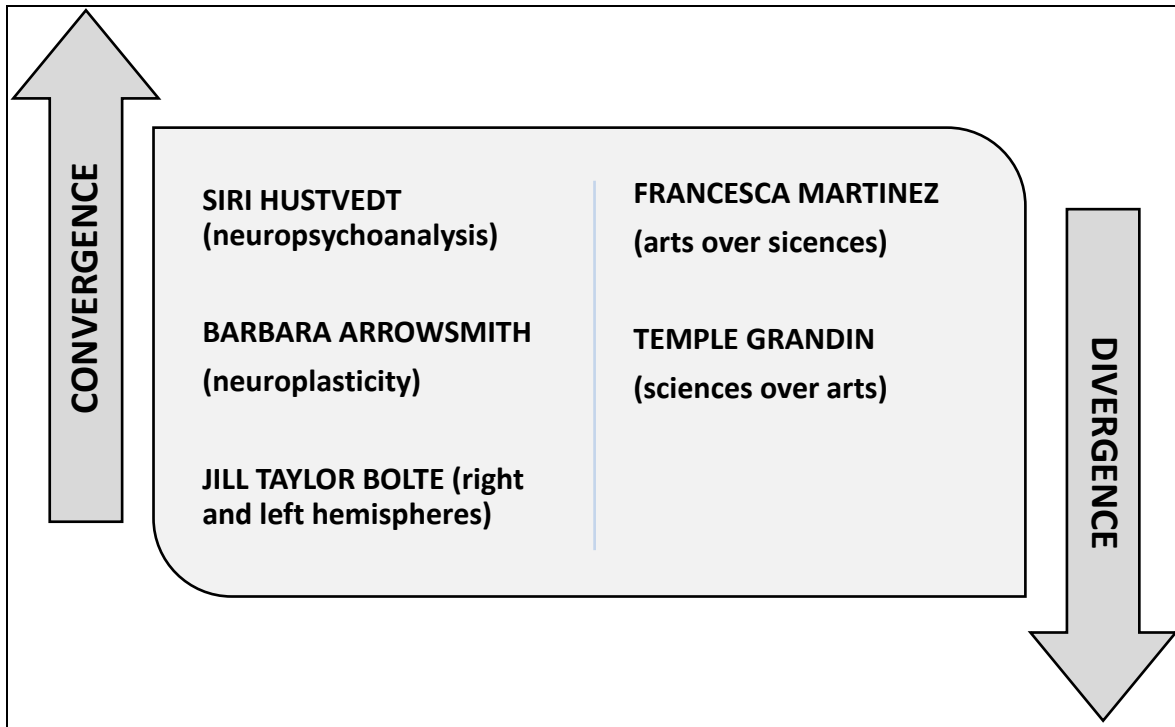 CONVERGENCE
SIRI HUSTVEDT
(neuropsychoanalysis)
BARBARA ARROWSMITH
(neuroplasticity)
JILL TAYLOR BOLTE (right
and left hemispheres)
FRANCESCA MARTINEZ
(arts over sicences)
TEMPLE GRANDIN
(sciences over arts)
DIVERGENCE